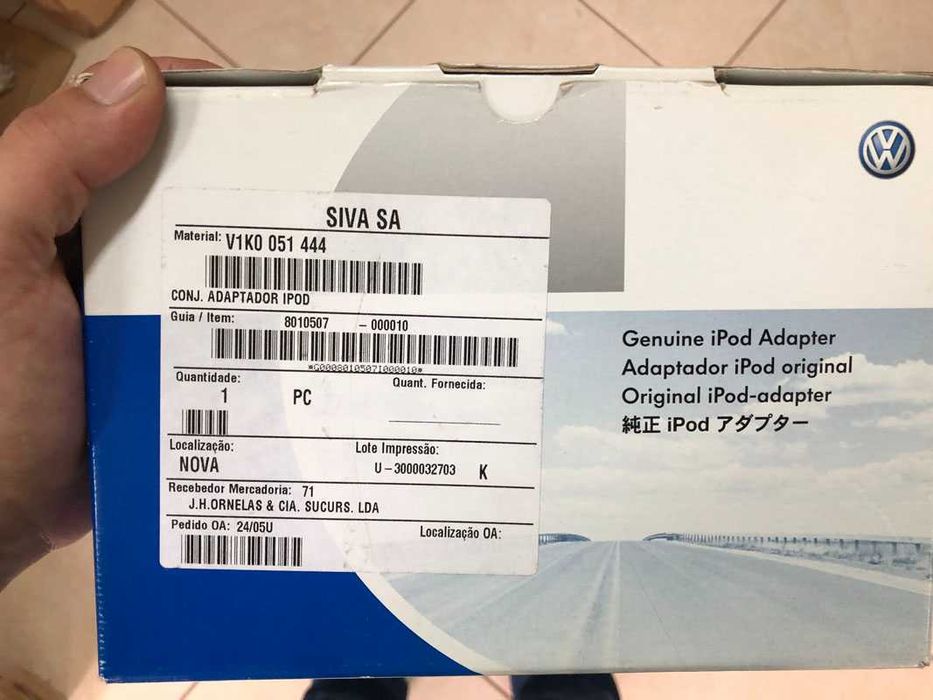 SIVA SA
Material: V1K0 051 444
CONJ. ADAPTADOR IPOD
Guia / Item: 8010507 - 000010
*G00080105071000010*
Quantidade: Quant. Fornecida:
1 PC
Localização: Lote Impressão:
NOVA U-3000032703 K
Recebedor Mercadoria: 71
J.H.ORNELAS & CIA. SUCURS. LDA
Pedido OA: 24/05U Localização OA:
VW
Genuine iPod Adapter
Adaptador iPod original
Original iPod-adapter
純正 iPod アダプター